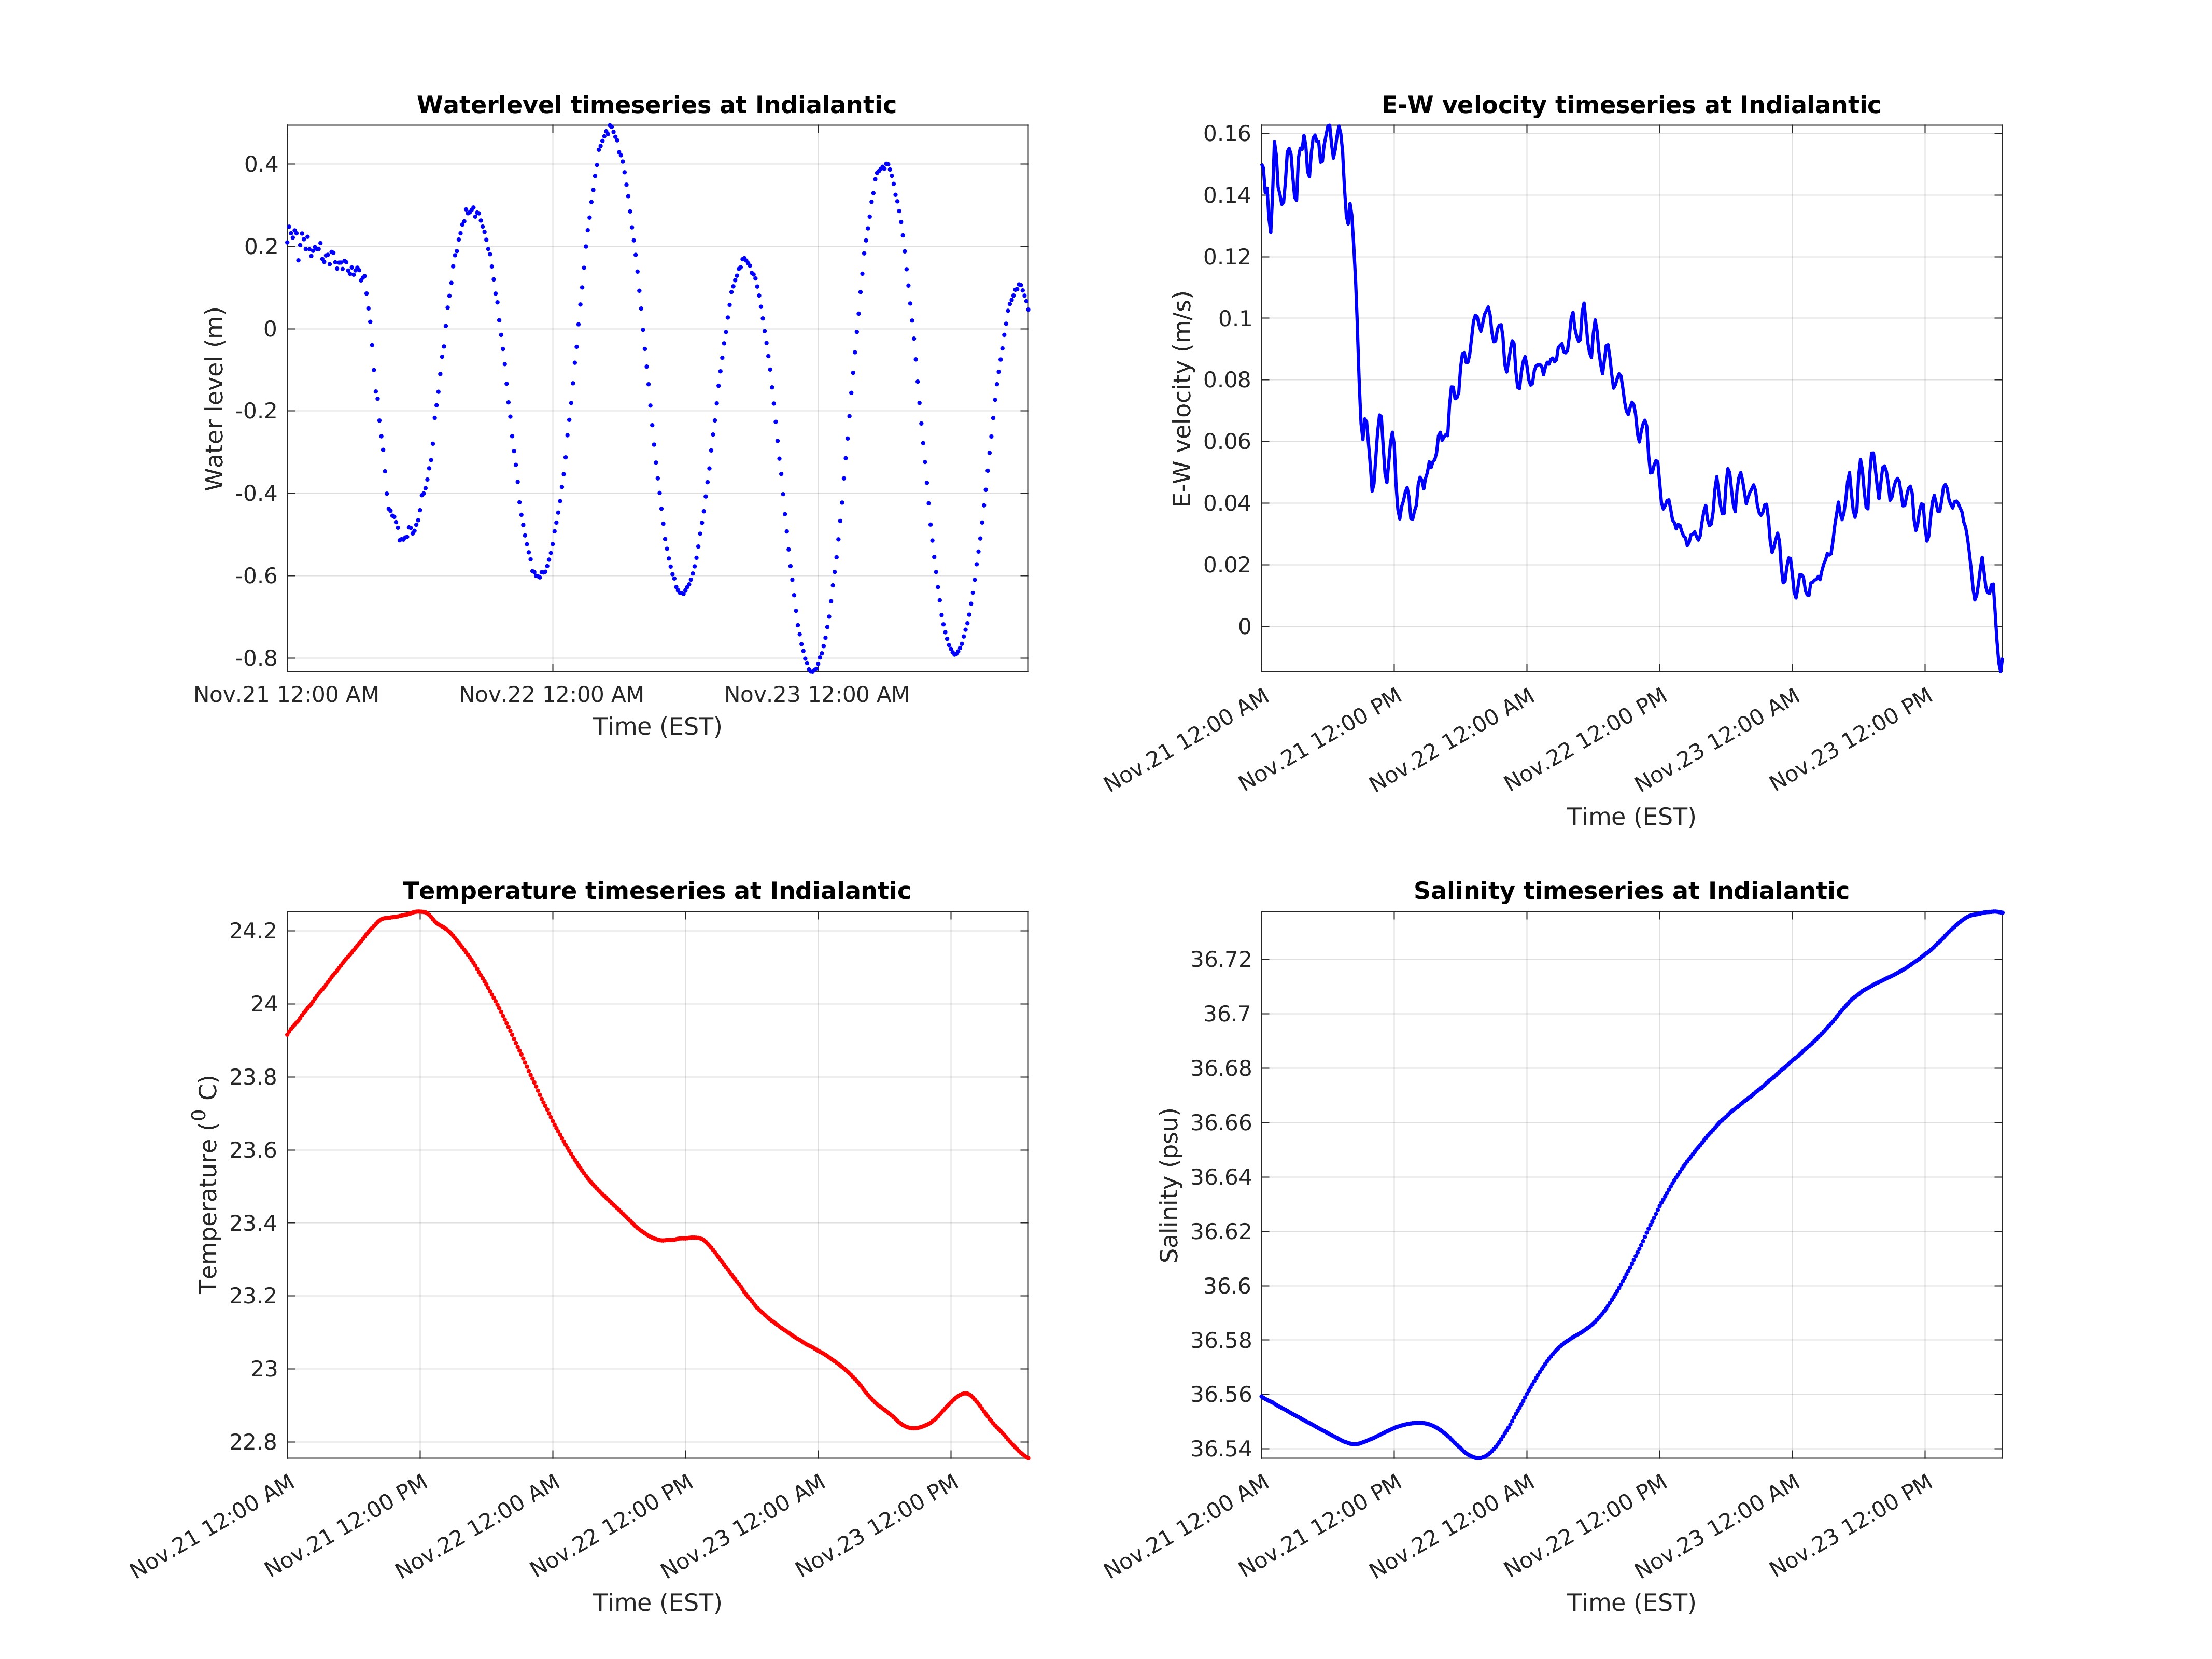 Waterlevel timeseries at Indialantic
0.4
0.2
0
-0.2
-0.4
-0.6
-0.8
Water level (m)
Nov.21 12:00 AM
Nov.22 12:00 AM
Nov.23 12:00 AM
Time (EST)
E-W velocity timeseries at Indialantic
0.16
0.14
0.12
0.1
0.08
0.06
0.04
0.02
0
E-W velocity (m/s)
Nov.21 12:00 AM
Nov.21 12:00 PM
Nov.22 12:00 AM
Nov.22 12:00 PM
Nov.23 12:00 AM
Nov.23 12:00 PM
Time (EST)
Temperature timeseries at Indialantic
24.2
24
23.8
23.6
23.4
23.2
23
22.8
Temperature (⁰ C)
Nov.21 12:00 AM
Nov.21 12:00 PM
Nov.22 12:00 AM
Nov.22 12:00 PM
Nov.23 12:00 AM
Nov.23 12:00 PM
Time (EST)
Salinity timeseries at Indialantic
36.72
36.7
36.68
36.66
36.64
36.62
36.6
36.58
36.56
36.54
Salinity (psu)
Nov.21 12:00 AM
Nov.21 12:00 PM
Nov.22 12:00 AM
Nov.22 12:00 PM
Nov.23 12:00 AM
Nov.23 12:00 PM
Time (EST)